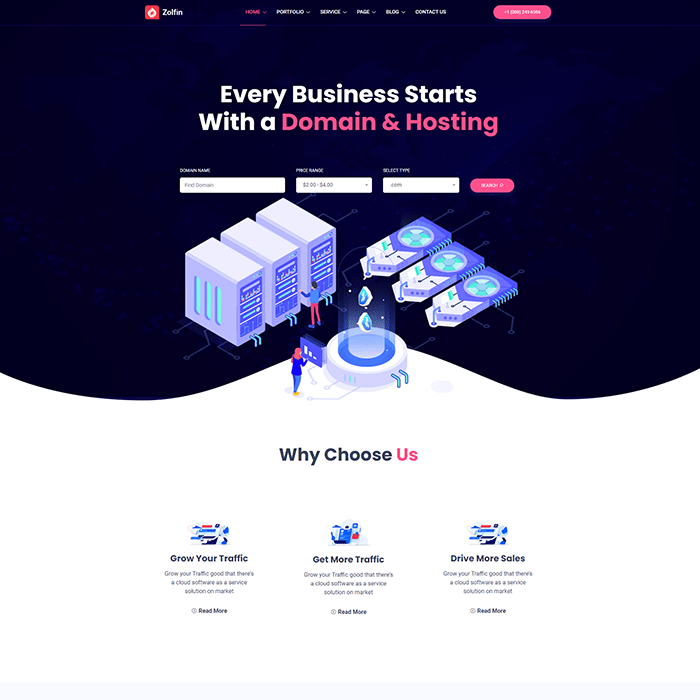 Zolfin
HOME PORTFOLIO SERVICE PAGE BLOG CONTACT US
Every Business Starts
With a Domain & Hosting
DOMAIN NAME PRICE RANGE SELECT TYPE
Find Domain $2.00 - $4.00 .com SEARCH
Why Choose Us
Grow Your Traffic
Grow your Traffic good that there's
a cloud software as a service
solution on market
Read More
Get More Traffic
Grow your Traffic good that there's
a cloud software as a service
solution on market
Read More
Drive More Sales
Grow your Traffic good that there's
a cloud software as a service
solution on market
Read More